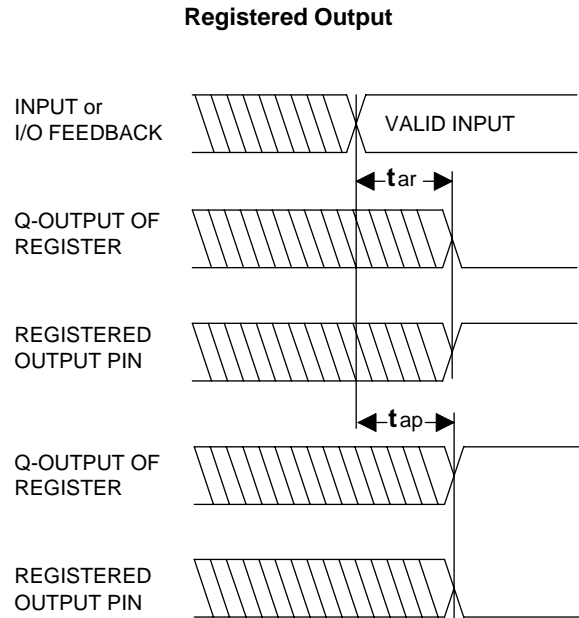 Registered Output
INPUT or
I/O FEEDBACK
VALID INPUT
tar
Q-OUTPUT OF
REGISTER
REGISTERED
OUTPUT PIN
tap
Q-OUTPUT OF
REGISTER
REGISTERED
OUTPUT PIN